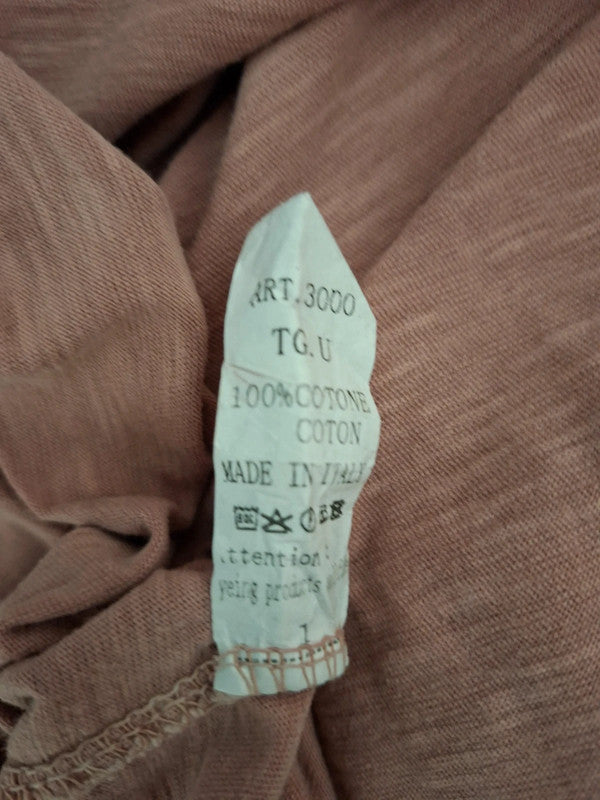 ART.3000
TG.U
100%COTONE
COTON
MADE IN ITALY
ttention:
yeing products
1